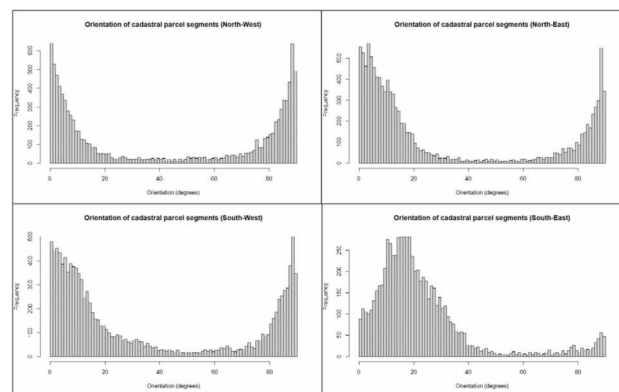 Orientation of cadastral parcel segments (North-West)
Frequency
0 100 200 300 400 500 600
0 20 40 60 80
Orientation (degrees)
Orientation of cadastral parcel segments (North-East)
Frequency
0 100 200 300 400 500
0 20 40 60 80
Orientation (degrees)
Orientation of cadastral parcel segments (South-West)
Frequency
0 100 200 300 400 500
0 20 40 60 80
Orientation (degrees)
Orientation of cadastral parcel segments (South-East)
Frequency
0 50 100 150 200 250
0 20 40 60 80
Orientation (degrees)